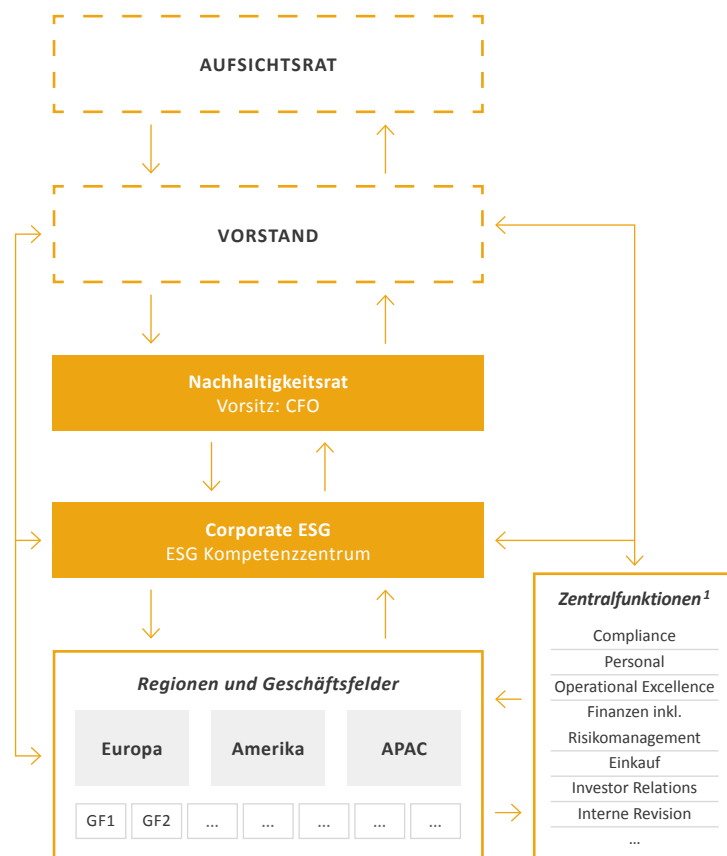 AUFSICHTSRAT
VORSTAND
Nachhaltigkeitsrat
Vorsitz: CFO
Corporate ESG
ESG Kompetenzzentrum
Regionen und Geschäftsfelder
Europa
Amerika
APAC
GF1
GF2
...
...
...
...
...
Zentralfunktionen¹
Compliance
Personal
Operational Excellence
Finanzen inkl.
Risikomanagement
Einkauf
Investor Relations
Interne Revision
...